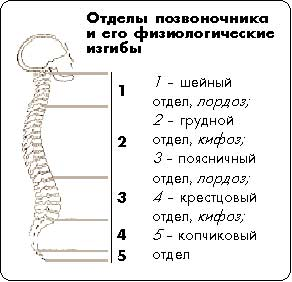 Отделы позвоночника
и его физиологические
изгибы
1
2
3
4
5
1 - шейный
отдел, лордоз;
2 - грудной
отдел, кифоз;
3 - поясничный
отдел, лордоз;
4 - крестцовый
отдел, кифоз;
5 - копчиковый
отдел